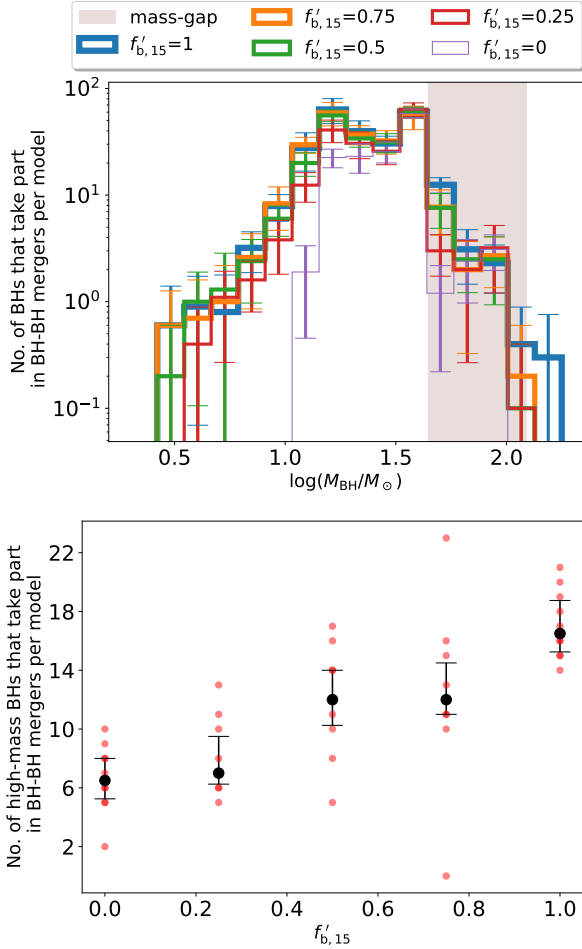 mass-gap
f′b, 15=1
f′b, 15=0.75
f′b, 15=0.5
f′b, 15=0.25
f′b, 15=0
No. of BHs that take part
in BH-BH mergers per model
10²
10¹
10⁰
10⁻¹
0.5 1.0 1.5 2.0
log(M_BH/M_⊙)
No. of high-mass BHs that take part
in BH-BH mergers per model
22
18
14
10
6
2
0.0 0.2 0.4 0.6 0.8 1.0
f′b, 15